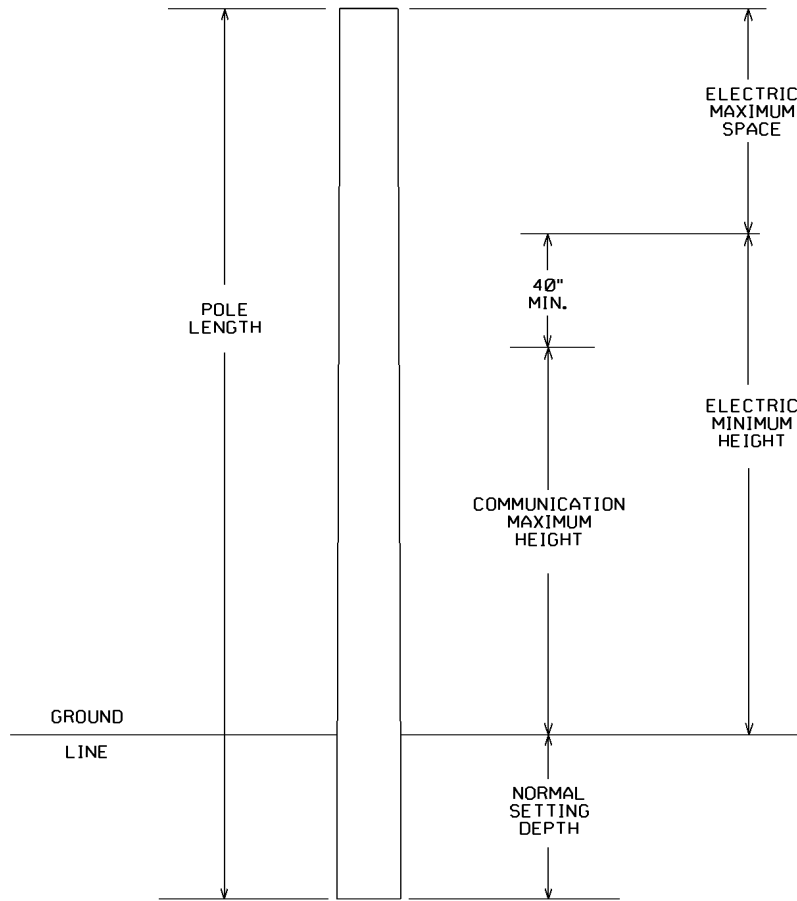 ELECTRIC
MAXIMUM
SPACE
40"
MIN.
POLE
LENGTH
ELECTRIC
MINIMUM
HEIGHT
COMMUNICATION
MAXIMUM
HEIGHT
GROUND
LINE
NORMAL
SETTING
DEPTH